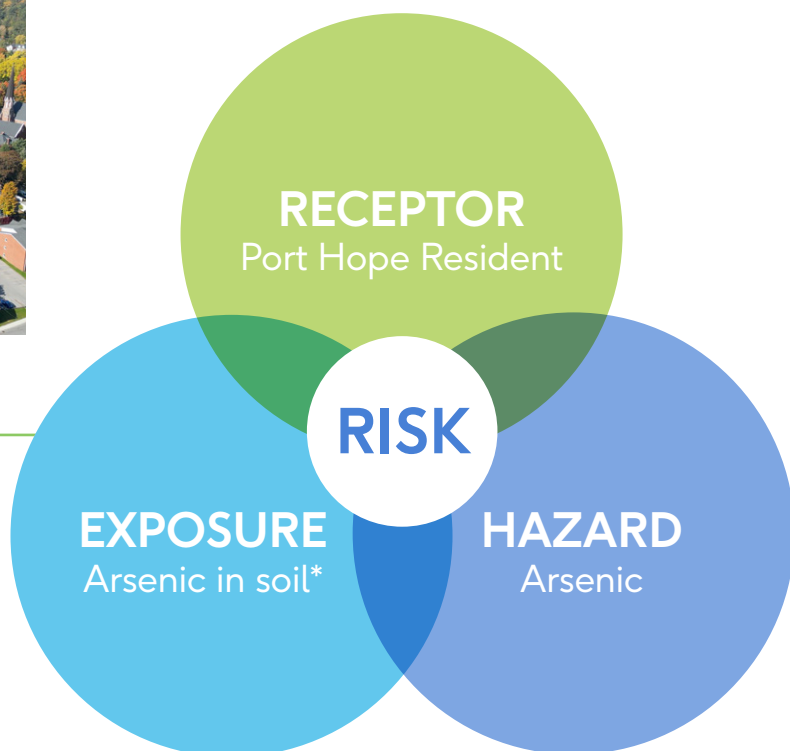 RECEPTOR
Port Hope Resident
RISK
EXPOSURE
Arsenic in soil*
HAZARD
Arsenic